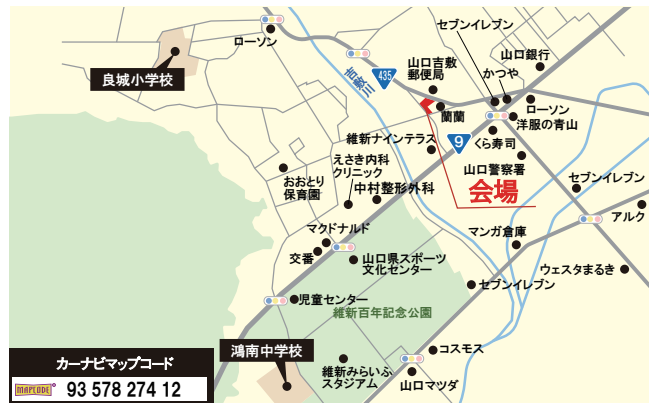 セブンイレブン
ローソン
山口銀行
良城小学校
435
山口吉敷
郵便局
かつや
吉敷川
ローソン
蘭蘭
洋服の青山
維新ナインテラス
9
くら寿司
えさき内科
クリニック
山口警察署
おおとり
保育園
中村整形外科
会場
セブンイレブン
アルク
マクドナルド
マンガ倉庫
交番
山口県スポーツ
文化センター
ウェスタまるき
セブンイレブン
児童センター
維新百年記念公園
鴻南中学校
コスモス
カーナビマップコード
維新みらいふ
スタジアム
山口マツダ
MAPCODE
93 578 274 12